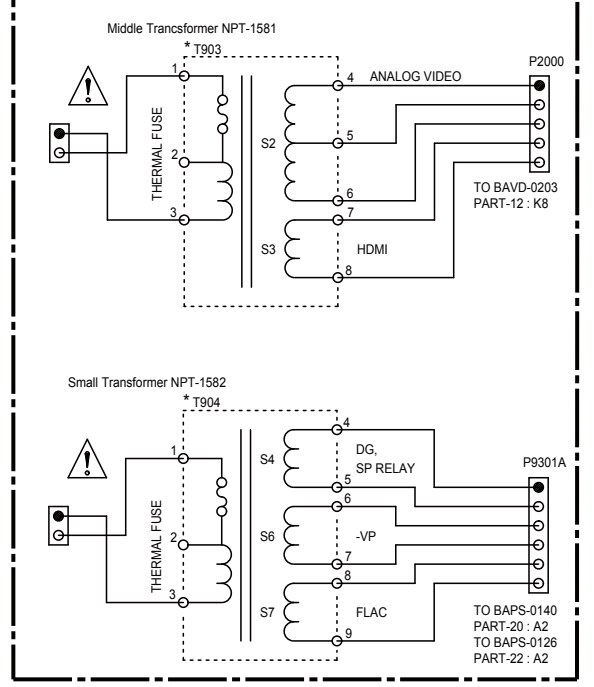 Middle Trancsformer NPT-1581
* T903
P2000
1
4 ANALOG VIDEO
THERMAL FUSE
2
S2
5
3
6
7
TO BAVD-0203
PART-12 : K8
S3
HDMI
8
Small Transformer NPT-1582
* T904
4
1
S4
DG,
SP RELAY
P9301A
5
6
THERMAL FUSE
2
S6
-VP
7
3
8
S7
FLAC
9
TO BAPS-0140
PART-20 : A2
TO BAPS-0126
PART-22 : A2